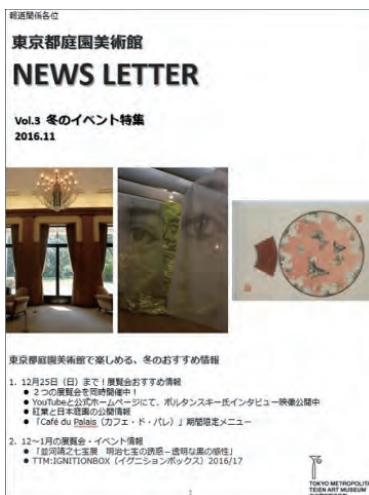 報道関係各位
東京都庭園美術館
NEWS LETTER
Vol.3 冬のイベント特集
2016.11
東京都庭園美術館で楽しめる、冬のおすすめ情報
1. 12月25日（日）まで！展覧会おすすめ情報
● ２つの展覧会を同時開催中！
● YouTubeと公式ホームページにて、ボルタンスキー氏インタビュー映像公開中
● 紅葉と日本庭園の公開情報
● 「Café du Palais（カフェ・ド・パレ）」期間限定メニュー
2. 12～1月の展覧会・イベント情報
● 「並河靖之七宝展　明治七宝の誘惑－透明な黒の感性」
● TTM:IGNITIONBOX（イグニションボックス）2016/17
TOKYO METROPOLITAN
TEIEN ART MUSEUM